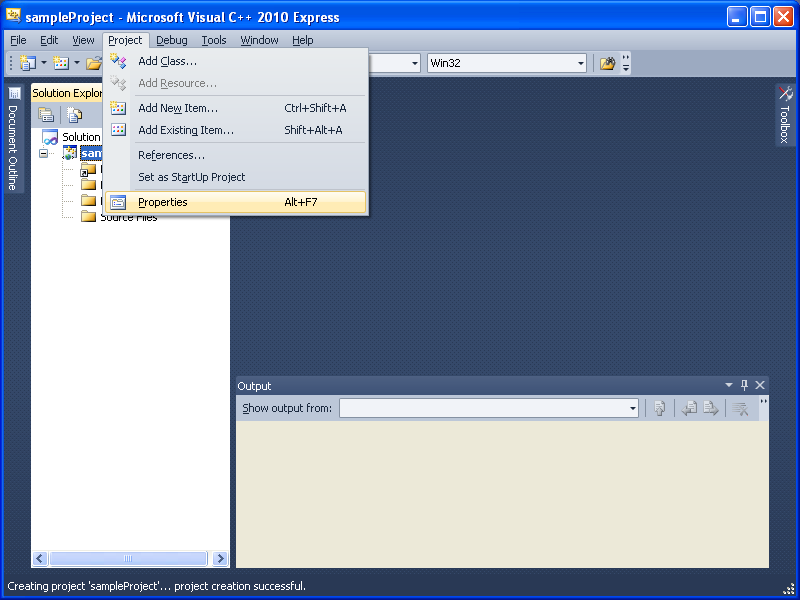 sampleProject - Microsoft Visual C++ 2010 Express
File Edit View Project Debug Tools Window Help
Win32
Add Class...
Add Resource...
Add New Item... Ctrl+Shift+A
Add Existing Item... Shift+Alt+A
References...
Set as StartUp Project
Properties Alt+F7
Document Outline
Solution Explor
Solution
sam
Source Files
Toolbox
Output
Show output from:
Creating project 'sampleProject'... project creation successful.